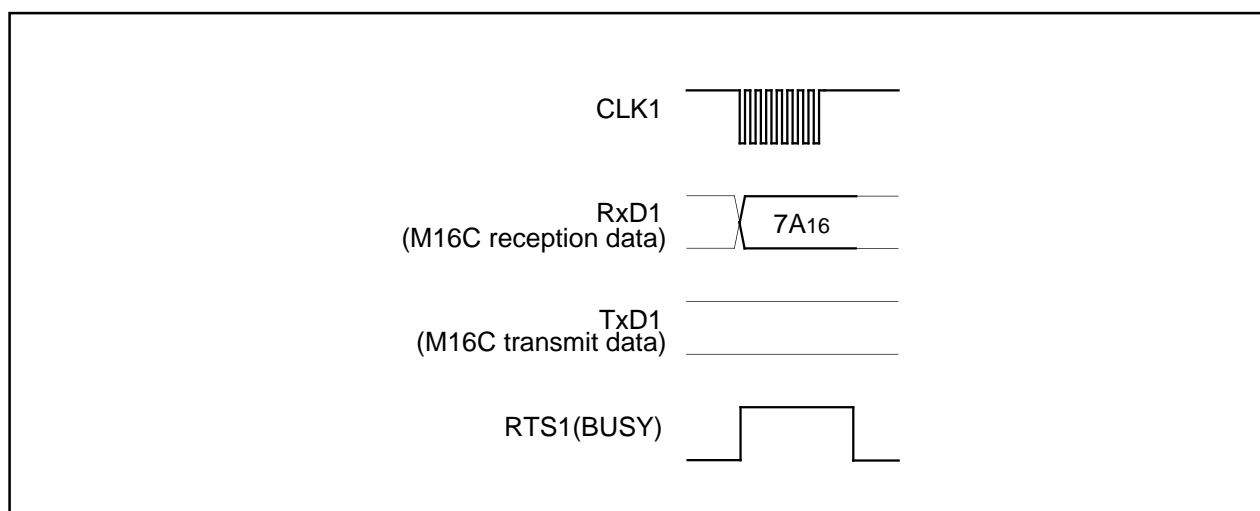 CLK1
RxD1
(M16C reception data)
7A16
TxD1
(M16C transmit data)
RTS1(BUSY)